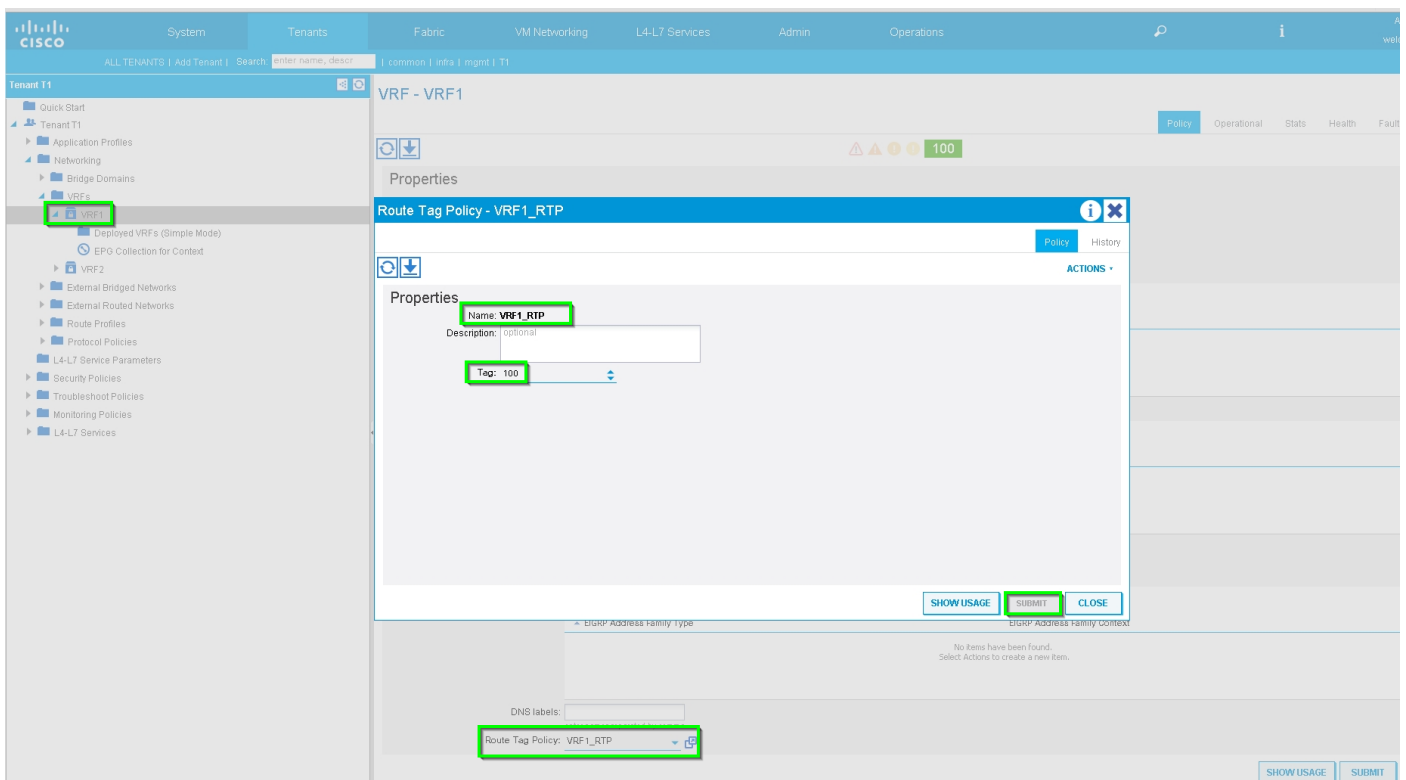 CISCO
System Tenants Fabric VM Networking L4-L7 Services Admin Operations i
ALL TENANTS | Add Tenant | Search: enter name, descr | common | infra | mgmt | T1
Tenant T1
Quick Start
Tenant T1
Application Profiles
Networking
Bridge Domains
VRFs
VRF1
Deployed VRFs (Simple Mode)
EPG Collection for Context
VRF2
External Bridged Networks
External Routed Networks
Route Profiles
Protocol Policies
L4-L7 Service Parameters
Security Policies
Troubleshoot Policies
Monitoring Policies
L4-L7 Services
VRF - VRF1
Policy Operational Stats Health Fault
100
Properties
Route Tag Policy - VRF1_RTP
Policy History
ACTIONS
Properties
Name: VRF1_RTP
Description: optional
Tag: 100
SHOW USAGE SUBMIT CLOSE
EIGRP Address Family Type EIGRP Address Family Context
No items have been found.
Select Actions to create a new item.
DNS labels:
Route Tag Policy: VRF1_RTP
SHOW USAGE SUBMIT